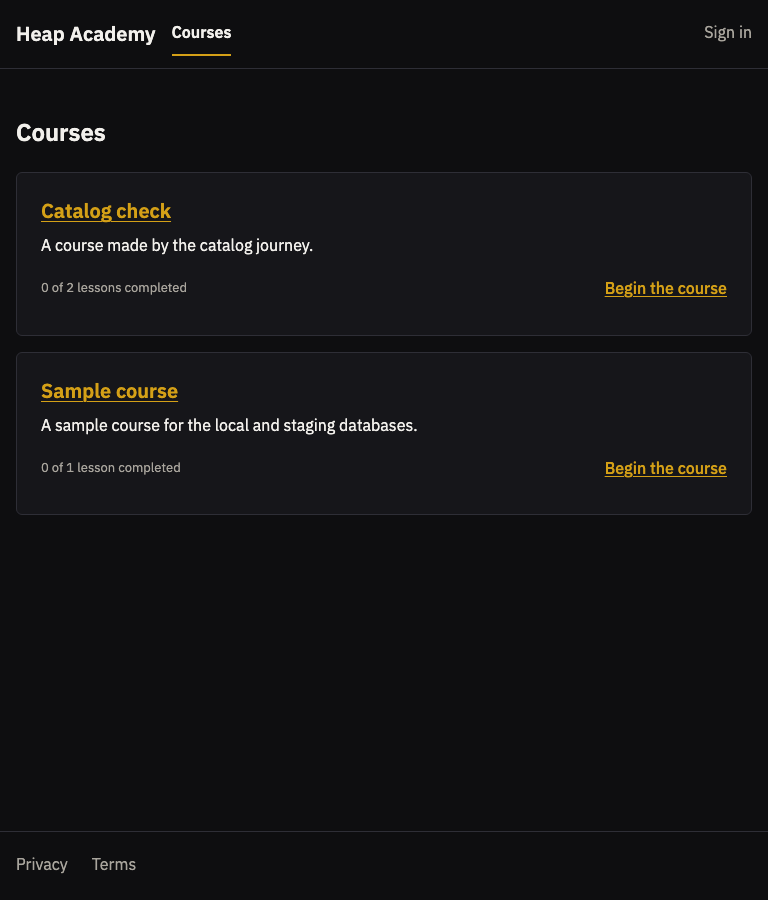 Heap Academy Courses Sign in
Courses
Catalog check
A course made by the catalog journey.
0 of 2 lessons completed Begin the course
Sample course
A sample course for the local and staging databases.
0 of 1 lesson completed Begin the course
Privacy Terms